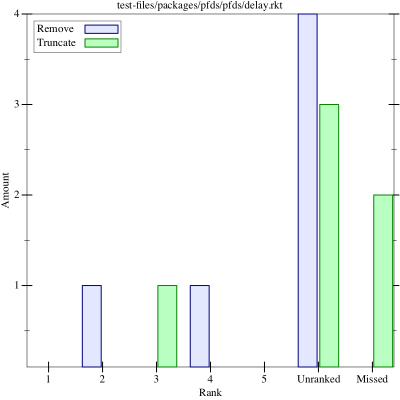 test-files/packages/pfds/pfds/delay.rkt
Remove
Truncate
4
3
2
1
Amount
1 2 3 4 5 Unranked Missed
Rank